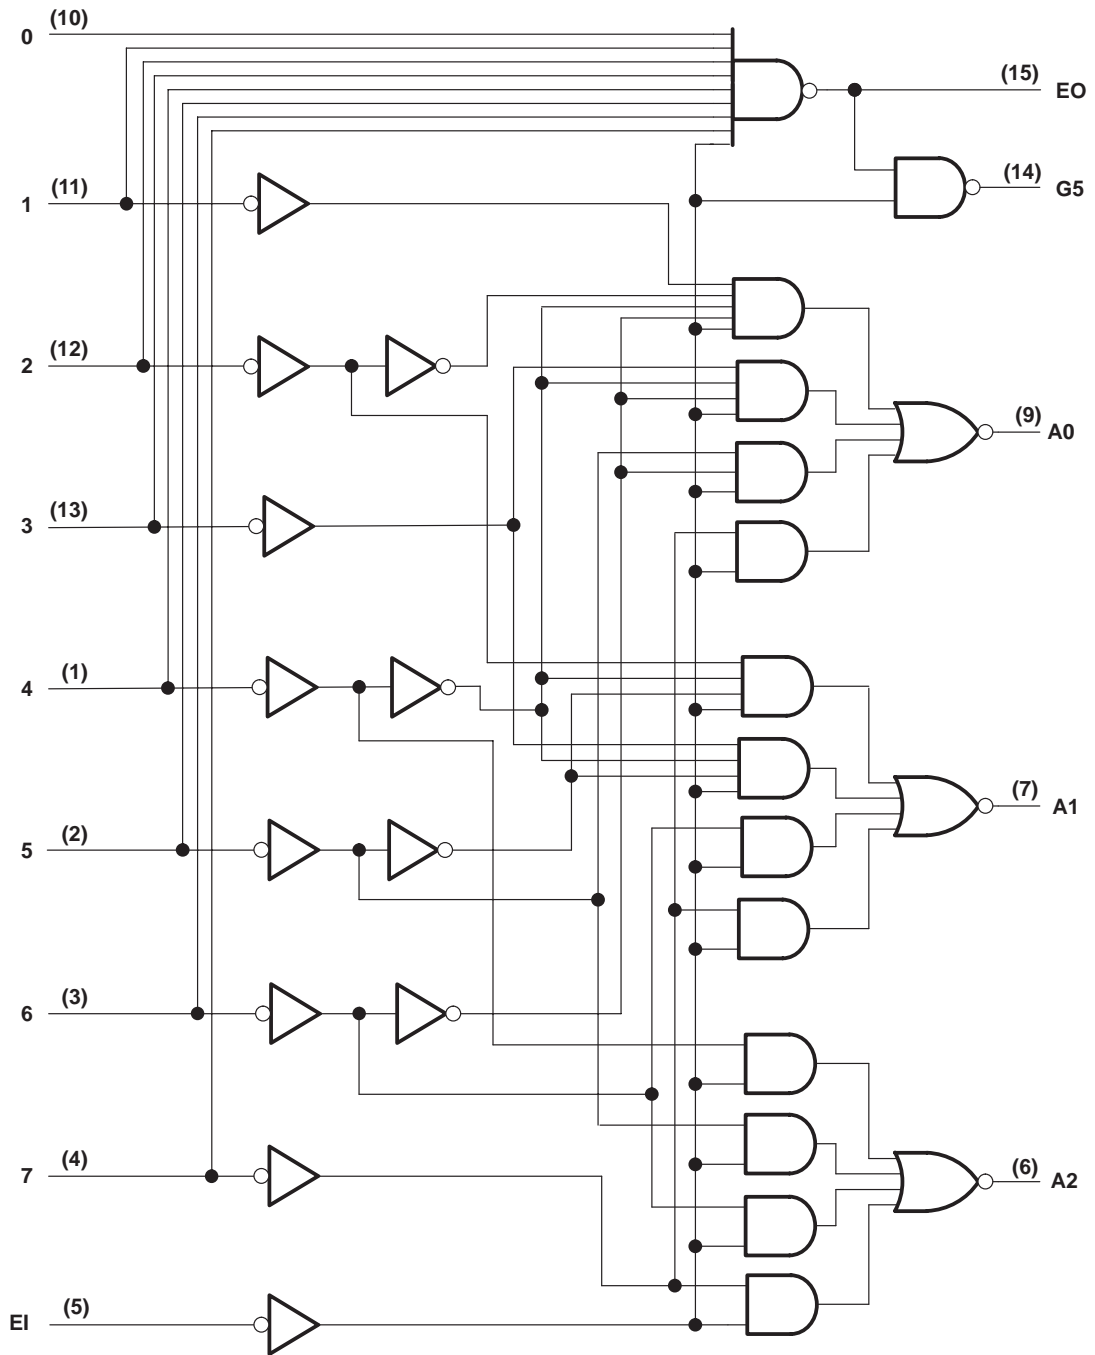 0 (10)
(15) EO
(14) G5
1 (11)
2 (12)
(9) A0
3 (13)
4 (1)
(7) A1
5 (2)
6 (3)
7 (4)
(6) A2
EI (5)